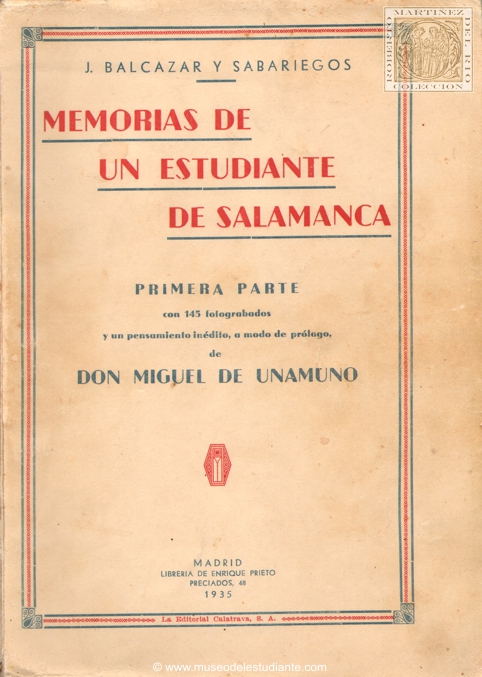 ROBERTO MARTINEZ DEL RIO
COLECCION
J. BALCAZAR Y SABARIEGOS
MEMORIAS DE
UN ESTUDIANTE
DE SALAMANCA
PRIMERA PARTE
con 145 fotograbados
y un pensamiento inédito, a modo de prólogo,
de
DON MIGUEL DE UNAMUNO
MADRID
LIBRERIA DE ENRIQUE PRIETO
PRECIADOS, 48
1935
La Editorial Calatrava, S. A.
© www.museodelestudiante.com